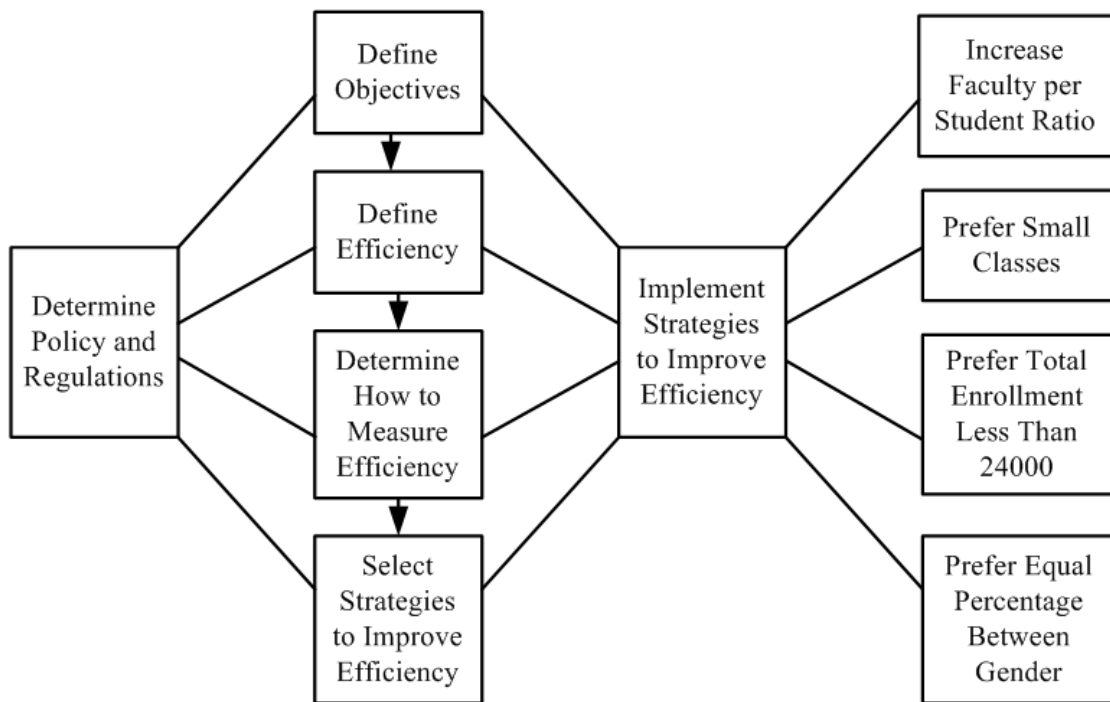 Determine
Policy and
Regulations
Define
Objectives
Define
Efficiency
Determine
How to
Measure
Efficiency
Select
Strategies
to Improve
Efficiency
Implement
Strategies
to Improve
Efficiency
Increase
Faculty per
Student Ratio
Prefer Small
Classes
Prefer Total
Enrollment
Less Than
24000
Prefer Equal
Percentage
Between
Gender